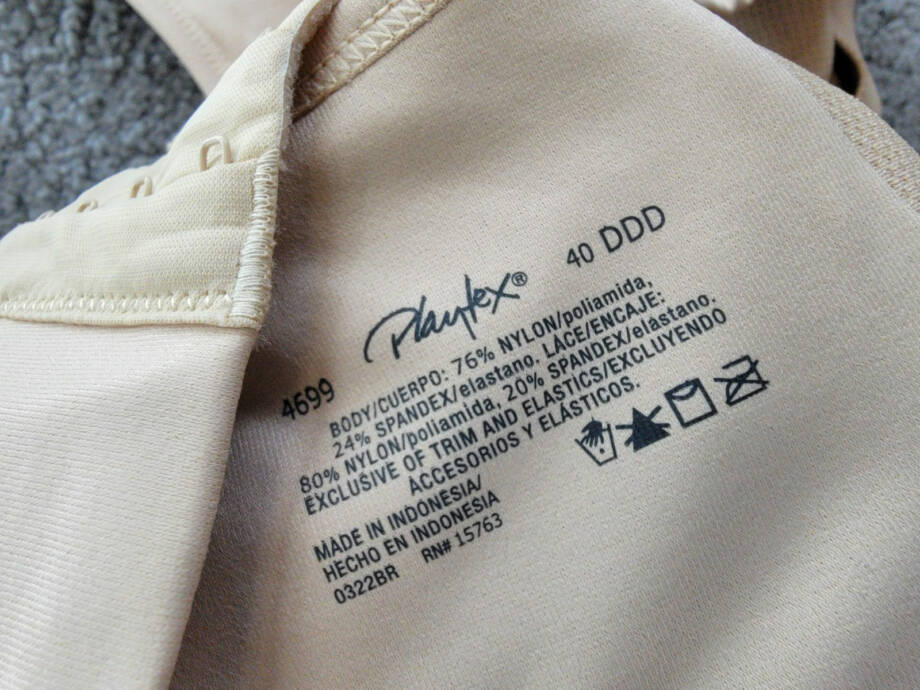 Playtex® 40 DDD
4699
BODY/CUERPO: 76% NYLON/poliamida,
24% SPANDEX/elastano. LACE/ENCAJE:
80% NYLON/poliamida, 20% SPANDEX/elástano.
EXCLUSIVE OF TRIM AND ELASTICS/EXCLUYENDO
ACCESORIOS Y ELÁSTICOS.
MADE IN INDONESIA/
HECHO EN INDONESIA
0322BR RN# 15763